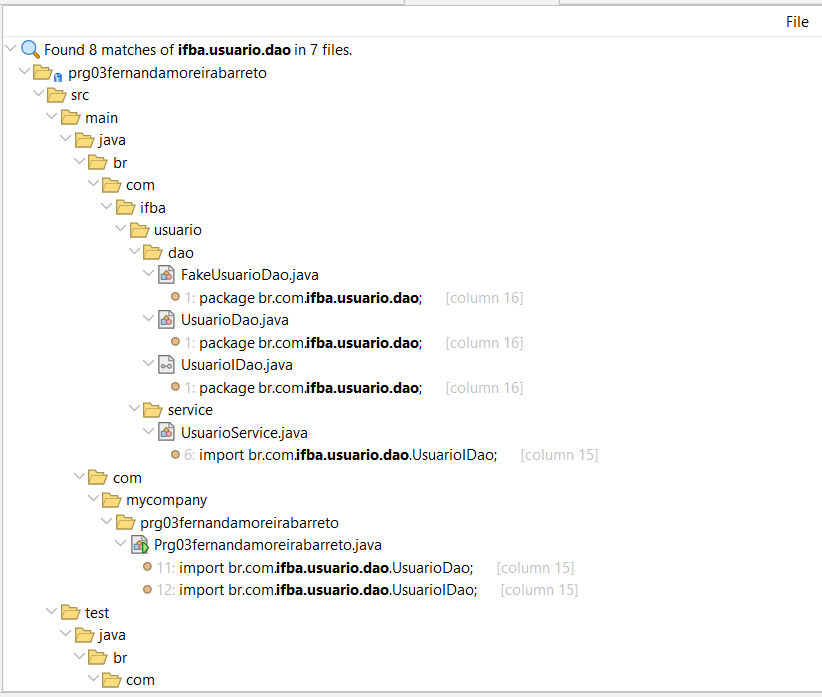 File
Found 8 matches of ifba.usuario.dao in 7 files.
prg03fernandamoreirabarreto
src
main
java
br
com
ifba
usuario
dao
FakeUsuarioDao.java
1: package br.com.ifba.usuario.dao; [column 16]
UsuarioDao.java
1: package br.com.ifba.usuario.dao; [column 16]
UsuarioIDao.java
1: package br.com.ifba.usuario.dao; [column 16]
service
UsuarioService.java
6: import br.com.ifba.usuario.dao.UsuarioIDao; [column 15]
com
mycompany
prg03fernandamoreirabarreto
Prg03fernandamoreirabarreto.java
11: import br.com.ifba.usuario.dao.UsuarioDao; [column 15]
12: import br.com.ifba.usuario.dao.UsuarioIDao; [column 15]
test
java
br
com